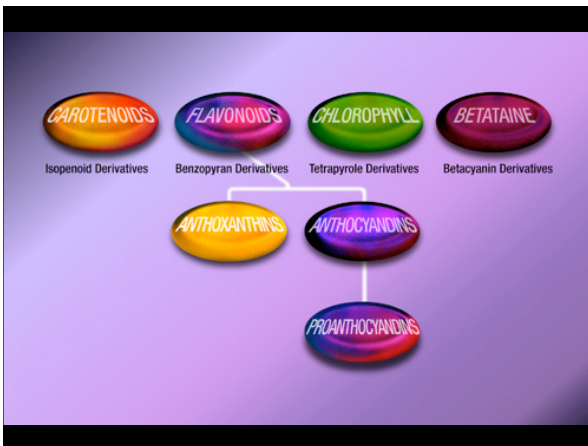 CAROTENOIDS FLAVONOIDS CHLOROPHYLL BETATAINE
Isopenoid Derivatives Benzopyran Derivatives Tetrapyrole Derivatives Betacyanin Derivatives
ANTHOXANTHINS ANTHOCYANDINS
PROANTHOCYANDINS